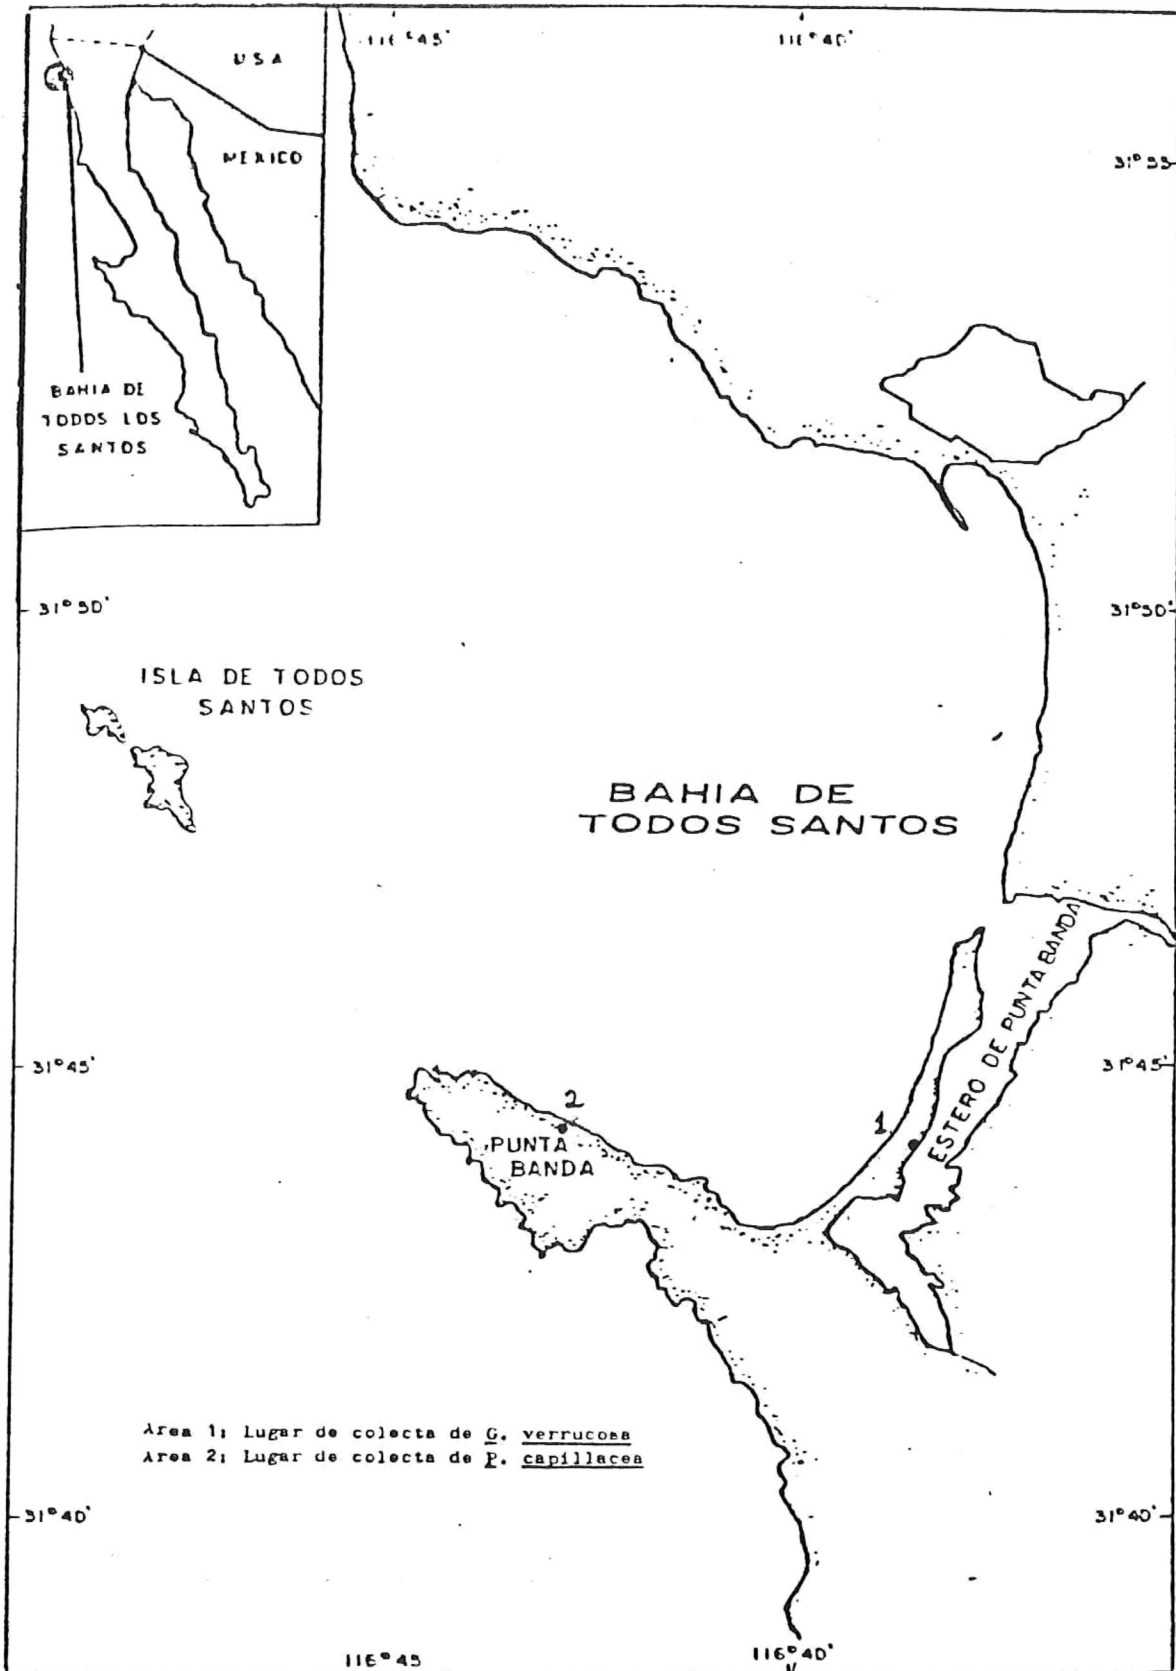 116°45'
116°40'
USA
MEXICO
31°55'
BAHIA DE
TODOS LOS
SANTOS
31°50'
31°50'
ISLA DE TODOS
SANTOS
BAHIA DE
TODOS SANTOS
ESTERO DE PUNTA BANDA
31°45'
31°45'
2
1
PUNTA
BANDA
Area 1: Lugar de colecta de G. verrucosa
Area 2: Lugar de colecta de P. capillacea
31°40'
31°40'
116°45
116°40'